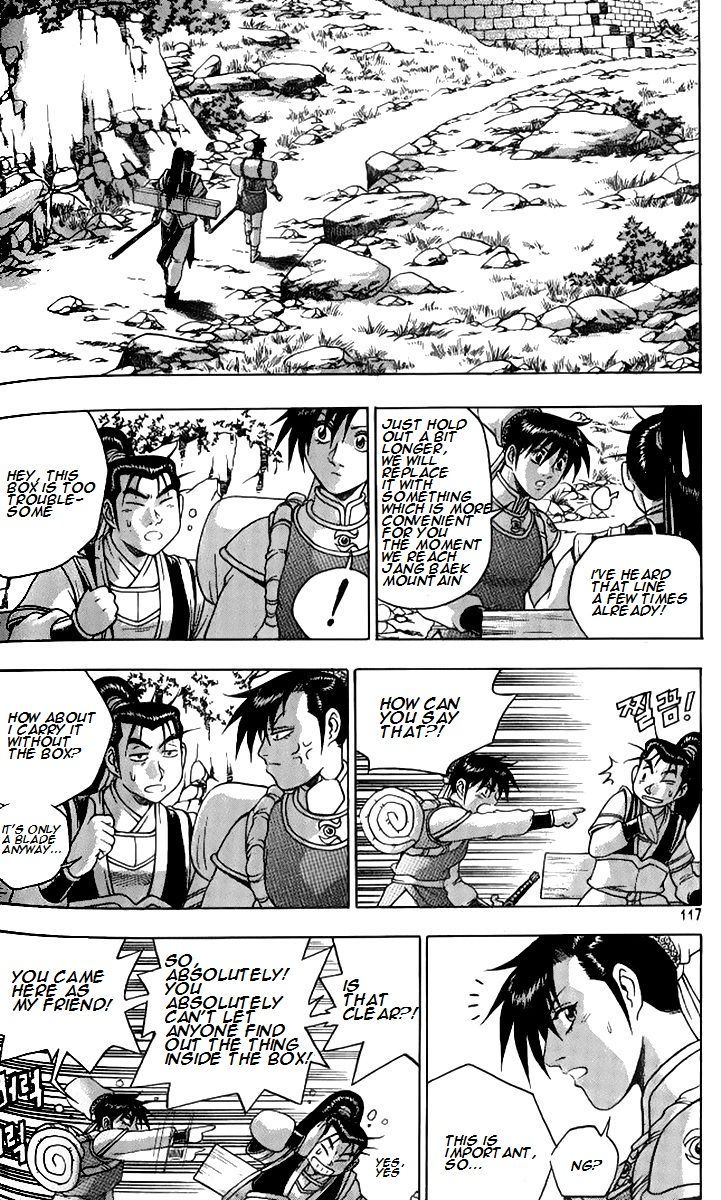 HEY, THIS
BOX IS TOO
TROUBLE-
SOME
!
JUST HOLD
OUT A BIT
LONGER,
WE WILL
REPLACE
IT WITH
SOMETHING
WHICH IS MORE
CONVENIENT
FOR YOU
THE MOMENT
WE REACH
JANG BAEK
MOUNTAIN
I'VE HEARD
THAT LINE
A FEW TIMES
ALREADY!
HOW ABOUT
I CARRY IT
WITHOUT
THE BOX?
IT'S ONLY
A BLADE
ANYWAY...
HOW CAN
YOU SAY
THAT?!
찔끔!
117
YOU CAME
HERE AS
MY FRIEND!
SO,
ABSOLUTELY!
YOU
ABSOLUTELY
CAN'T LET
ANYONE FIND
OUT THE THING
INSIDE THE BOX!
IS
THAT
CLEAR?!
버럭
YES,
YES
THIS IS
IMPORTANT,
SO...
NG?